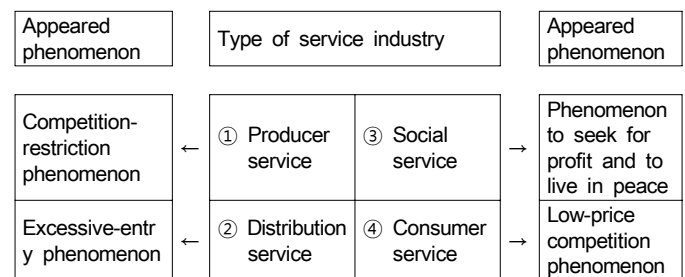 Appeared
phenomenon
Type of service industry
Appeared
phenomenon
Competition-
restriction
phenomenon
←
① Producer
service
③ Social
service
→
Phenomenon
to seek for
profit and to
live in peace
Excessive-entr
y phenomenon
←
② Distribution
service
④ Consumer
service
→
Low-price
competition
phenomenon